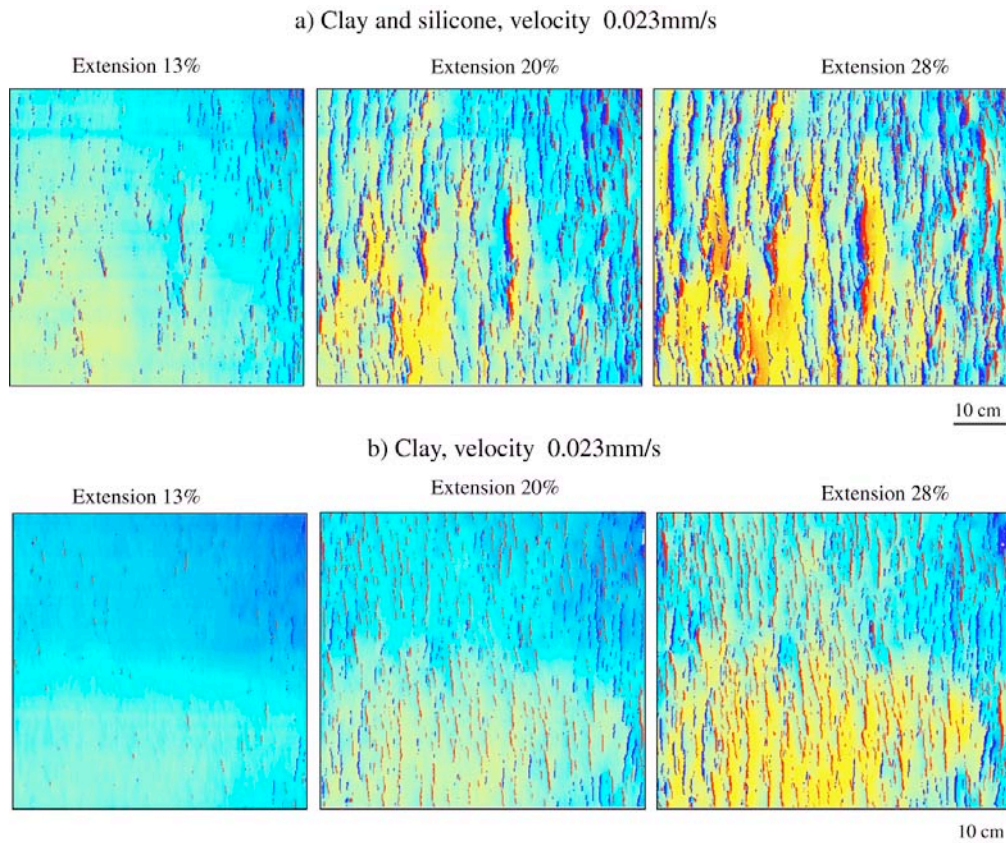 a) Clay and silicone, velocity 0.023mm/s
Extension 13%
Extension 20%
Extension 28%
10 cm
b) Clay, velocity 0.023mm/s
Extension 13%
Extension 20%
Extension 28%
10 cm